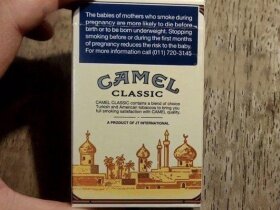 The babies of mothers who smoke during
pregnancy are more likely to die before
birth or to be born underweight. Stopping
smoking before or during the first months
of pregnancy reduces the risk to the baby.
For more information call (011) 720-3145
CAMEL
CLASSIC
CAMEL CLASSIC contains a blend of choice
Turkish and American tobaccos to bring you
full smoking satisfaction with CAMEL quality.
A PRODUCT OF JT INTERNATIONAL